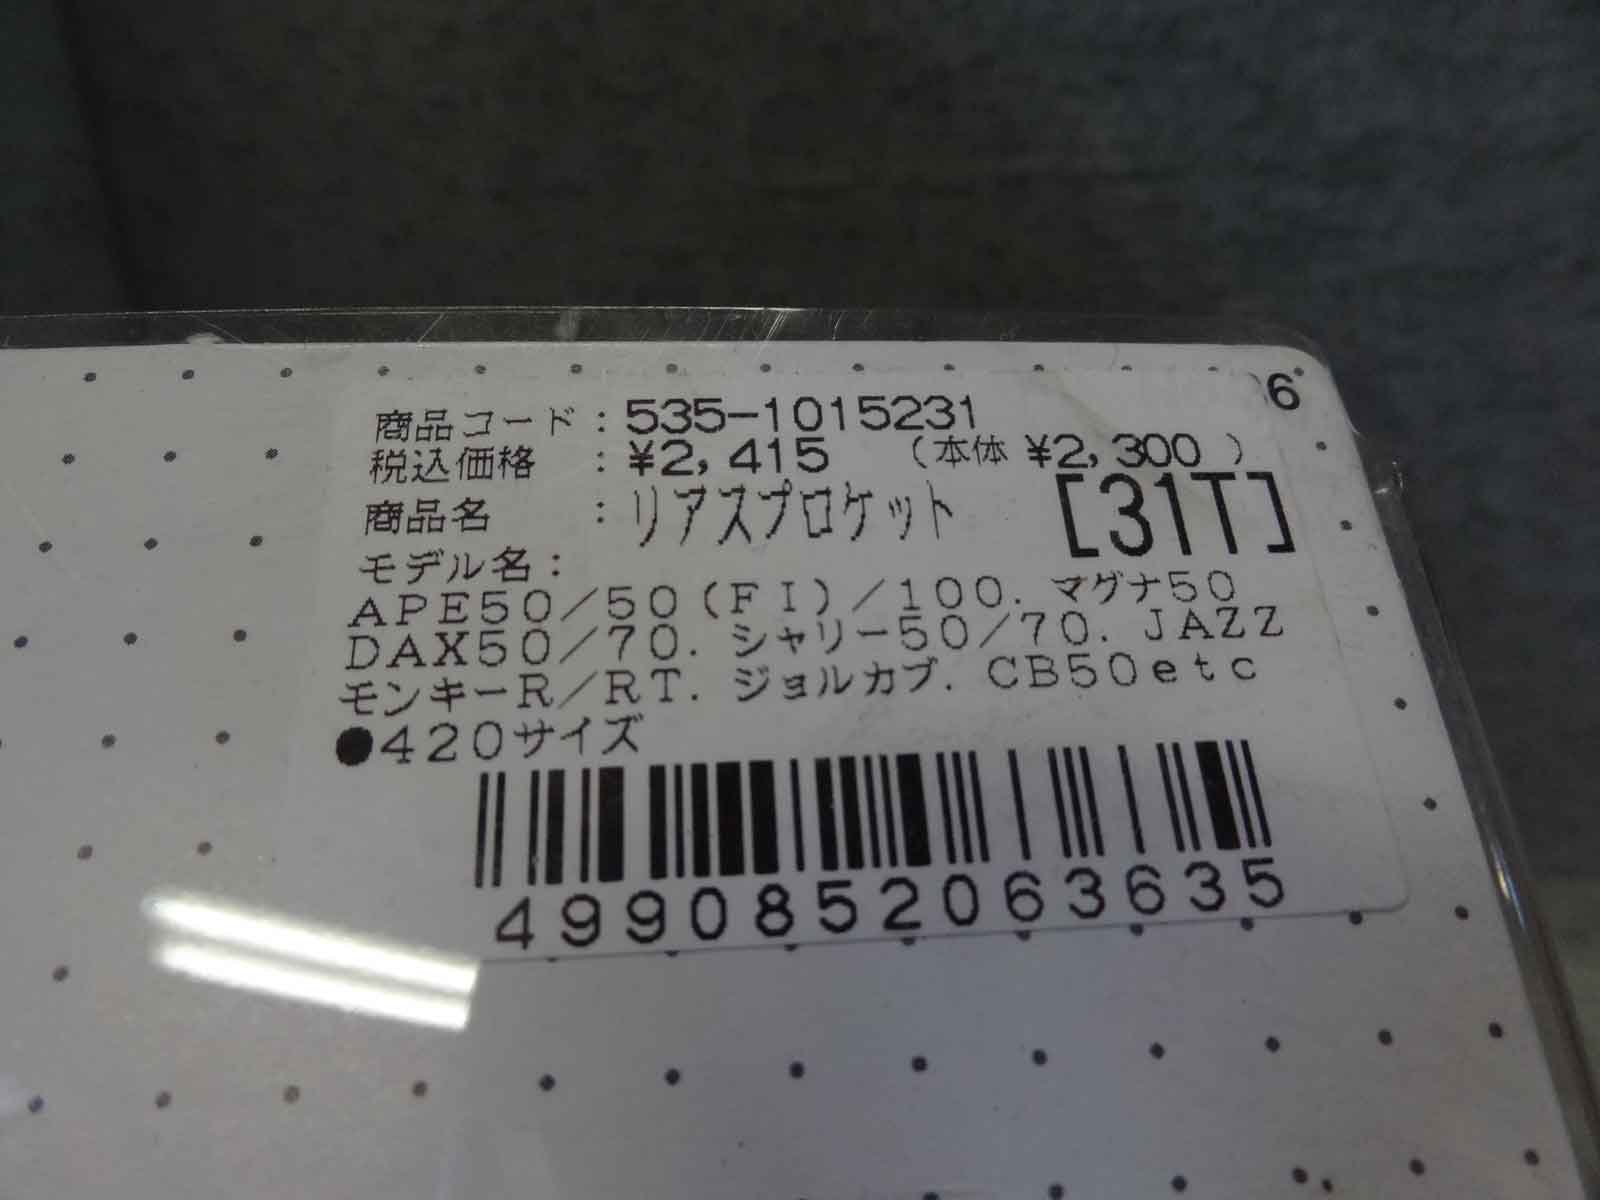 6
商品コード：535-1015231
税込価格　：¥2,415　（本体 ¥2,300）
商品名　　：リアスプロケット　[31T]
モデル名：
APE50／50（FI）／100．マグナ50
DAX50／70．シャリー50／70．JAZZ
モンキーR／RT．ジョルカブ．CB50etc
●420サイズ
4990852063635